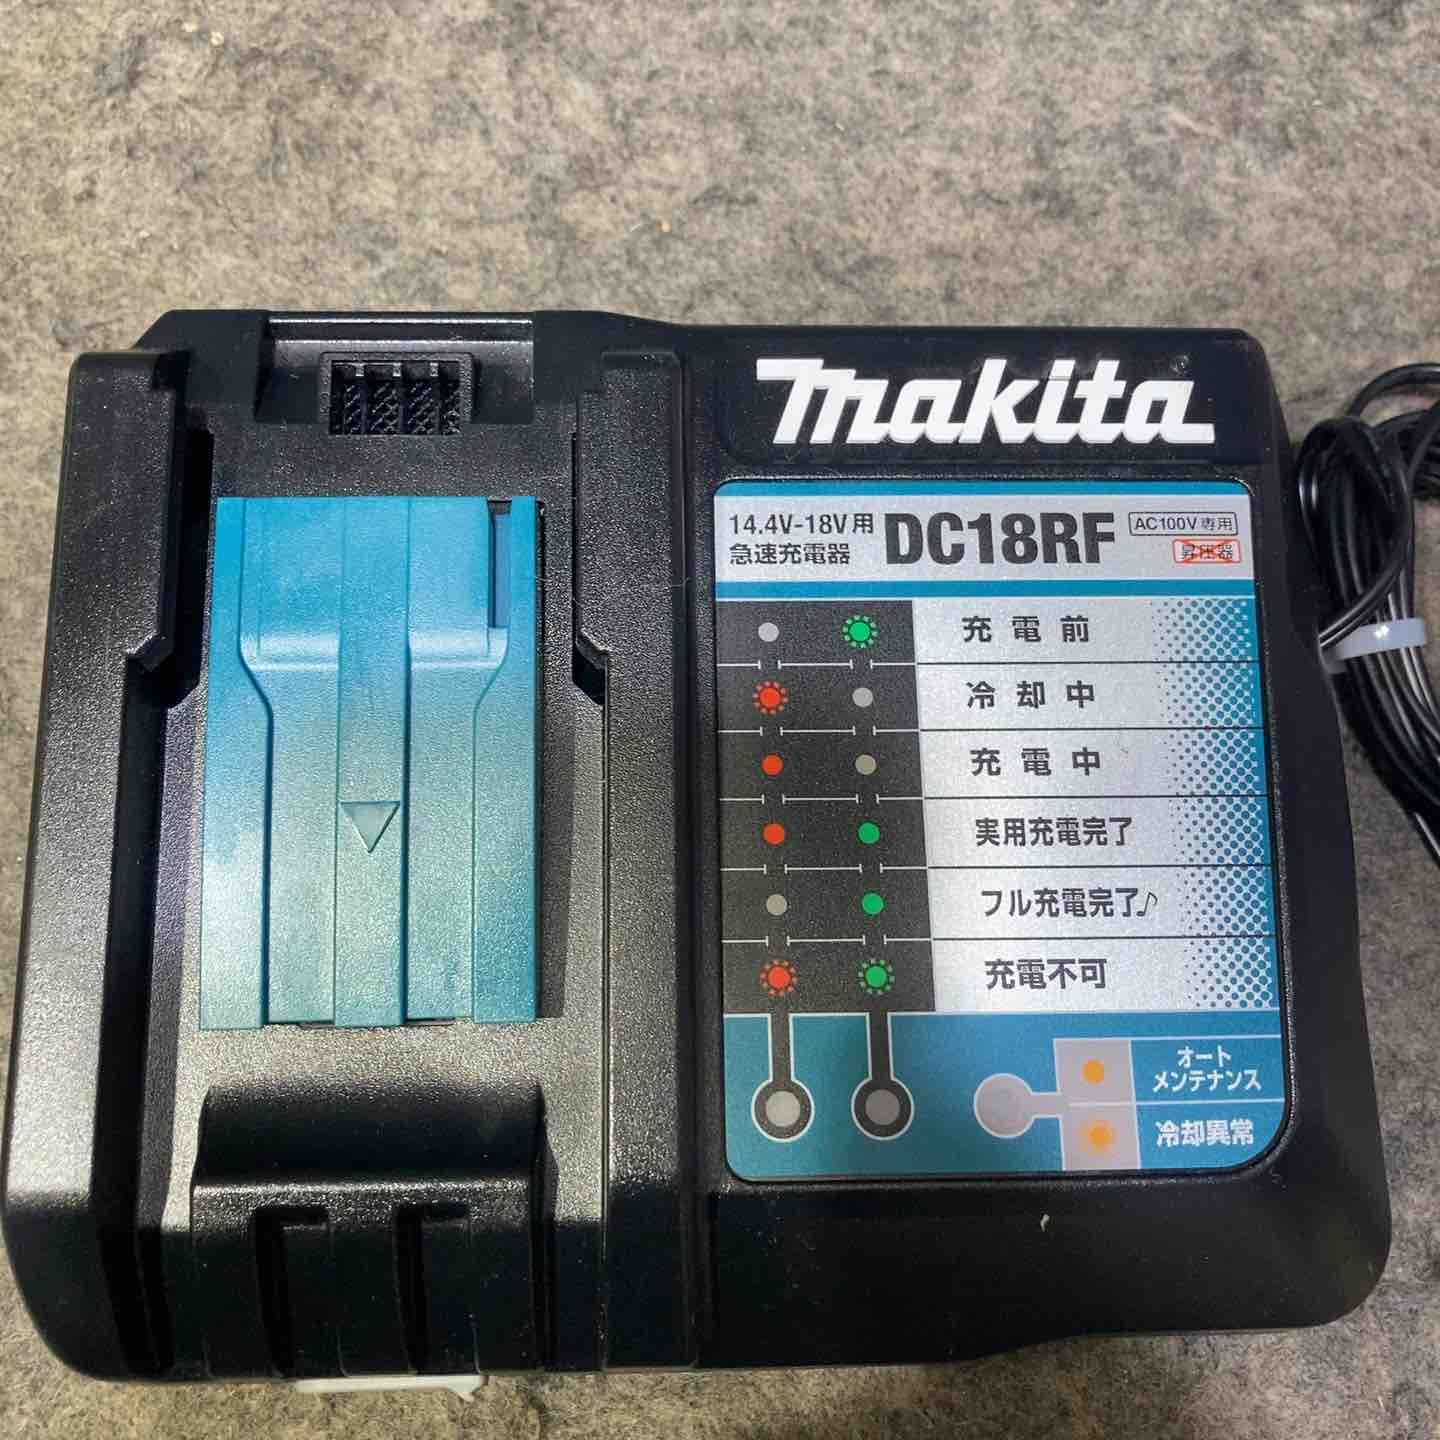 makita
14.4V-18V用
急速充電器
DC18RF
AC100V専用
昇圧器
充電前
冷却中
充電中
実用充電完了
フル充電完了♪
充電不可
オート
メンテナンス
冷却異常